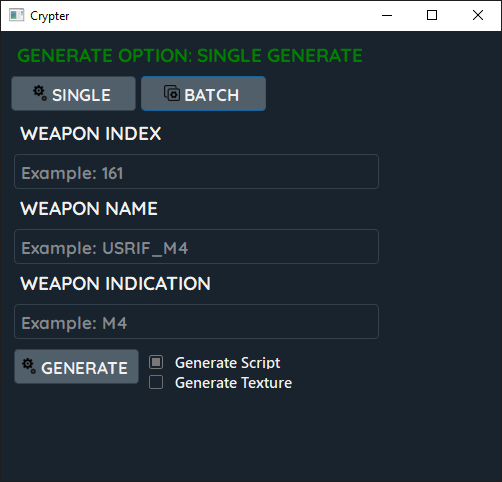 Crypter
GENERATE OPTION: SINGLE GENERATE
SINGLE BATCH
WEAPON INDEX
Example: 161
WEAPON NAME
Example: USRIF_M4
WEAPON INDICATION
Example: M4
GENERATE
Generate Script
Generate Texture